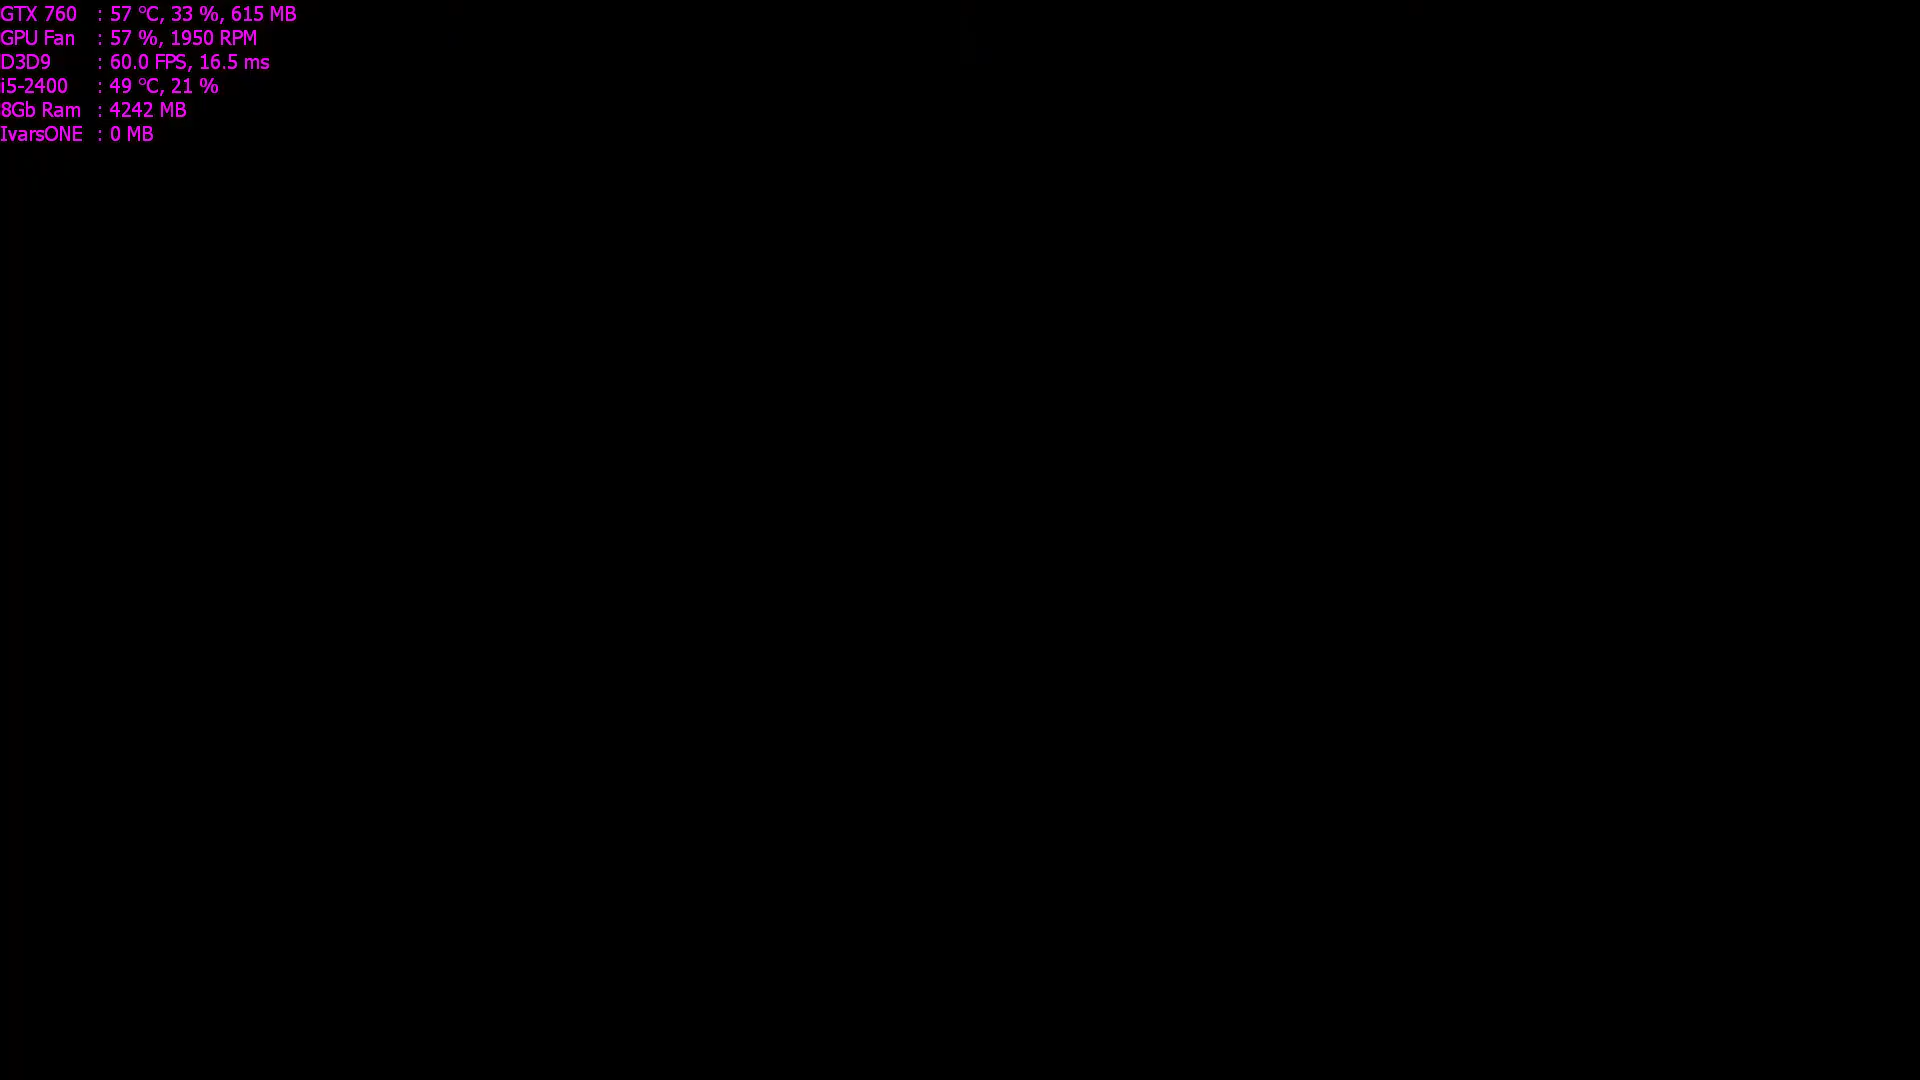 GTX 760 : 57 °C, 33 %, 615 MB
GPU Fan : 57 %, 1950 RPM
D3D9 : 60.0 FPS, 16.5 ms
i5-2400 : 49 °C, 21 %
8Gb Ram : 4242 MB
IvarsONE : 0 MB